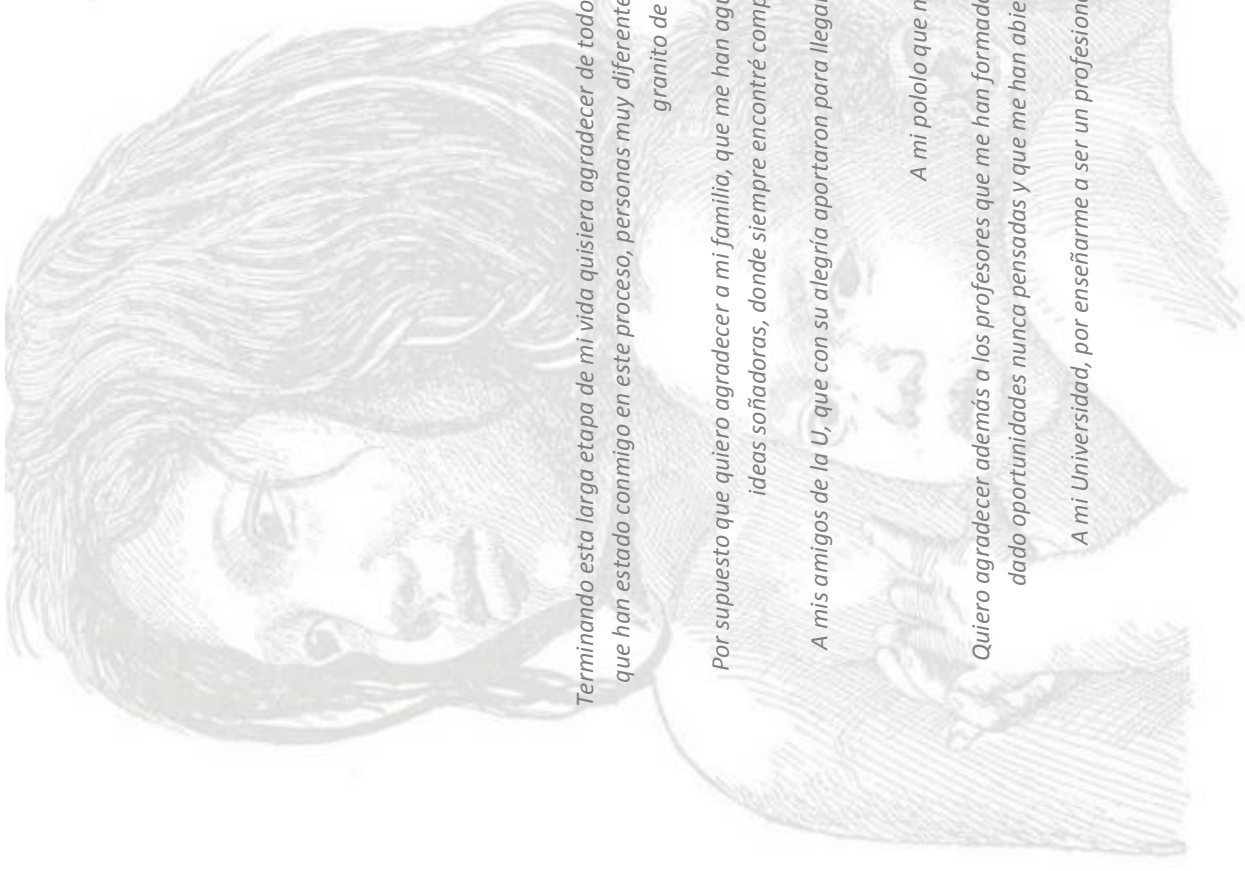 Terminando esta larga etapa de mi vida quisiera agradecer de todo
que han estado conmigo en este proceso, personas muy diferente
granito de
Por supuesto que quiero agradecer a mi familia, que me han agu
ideas soñadoras, donde siempre encontré comp
A mis amigos de la U, que con su alegría aportaron para llega
A mi pololo que n
Quiero agradecer además a los profesores que me han formad
dado oportunidades nunca pensadas y que me han abie
A mi Universidad, por enseñarme a ser un profesion